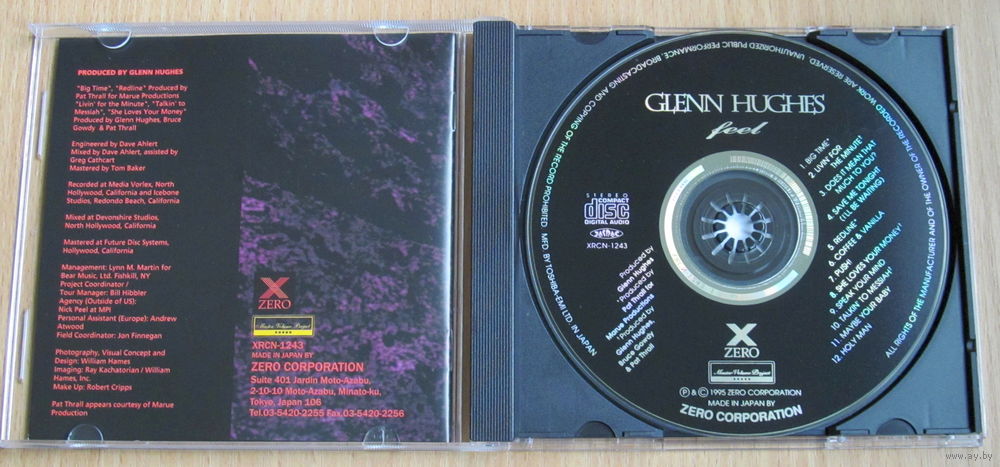 PRODUCED BY GLENN HUGHES
"Big Time", "Redline" Produced by
Pat Thrall for Marue Productions
"Livin' for the Minute", "Talkin' to
Messiah", "She Loves Your Money"
Produced by Glenn Hughes, Bruce
Gowdy & Pat Thrall
Engineered by Dave Ahlert
Mixed by Dave Ahlert, assisted by
Greg Cathcart
Mastered by Tom Baker
Recorded at Media Vortex, North
Hollywood, California and Icebone
Studios, Redondo Beach, California
Mixed at Devonshire Studios,
North Hollywood, California
Mastered at Future Disc Systems,
Hollywood, California
Management: Lynn M. Martin for
Bear Music, Ltd. Fishkill, NY
Project Coordinator /
Tour Manager: Bill Hibbler
Agency (Outside of US):
Nick Peel at MPI
Personal Assistant (Europe): Andrew
Atwood
Field Coordinator: Jon Finnegan
Photography, Visual Concept and
Design: William Hames
Imaging: Ray Kachatorian / William
Hames, Inc.
Make Up: Robert Cripps
Pat Thrall appears courtesy of Marue
Production
X
ZERO
Master Volume Project
XRCN-1243
MADE IN JAPAN BY
ZERO CORPORATION
Suite 401 Jardin Moto-Azabu,
2-10-10 Moto-Azabu, Minato-ku,
Tokyo, Japan 106
Tel.03-5420-2255 Fax.03-5420-2256
GLENN HUGHES
feel
1. BIG TIME*
2. LIVIN' FOR
THE MINUTE†
3. DOES IT MEAN THAT
MUCH TO YOU?
4. SAVE ME TONIGHT
(I'LL BE WAITING)
5. REDLINE*
6. COFFEE & VANILLA
7. PUSH!
8. SHE LOVES YOUR MONEY†
9. SPEAK YOUR MIND
10. TALKIN' TO MESSIAH†
11. MAYBE YOUR BABY
12. HOLY MAN
STEREO
COMPACT
disc
DIGITAL AUDIO
XRCN-1243
Produced by
Glenn Hughes
* Produced by
Pat Thrall for
Marue Productions
† Produced by
Glenn Hughes,
Bruce Gowdy
& Pat Thrall
X
ZERO
Master Volume Project
Ⓟ & © 1995 ZERO CORPORATION
MADE IN JAPAN BY
ZERO CORPORATION
ALL RIGHTS OF THE MANUFACTURER AND OF THE OWNER OF THE RECORDED WORK ARE RESERVED. UNAUTHORIZED PUBLIC PERFORMANCE, BROADCASTING AND COPYING OF THE RECORD PROHIBITED. MFD. BY TOSHIBA-EMI LTD. IN JAPAN
www.ay.by